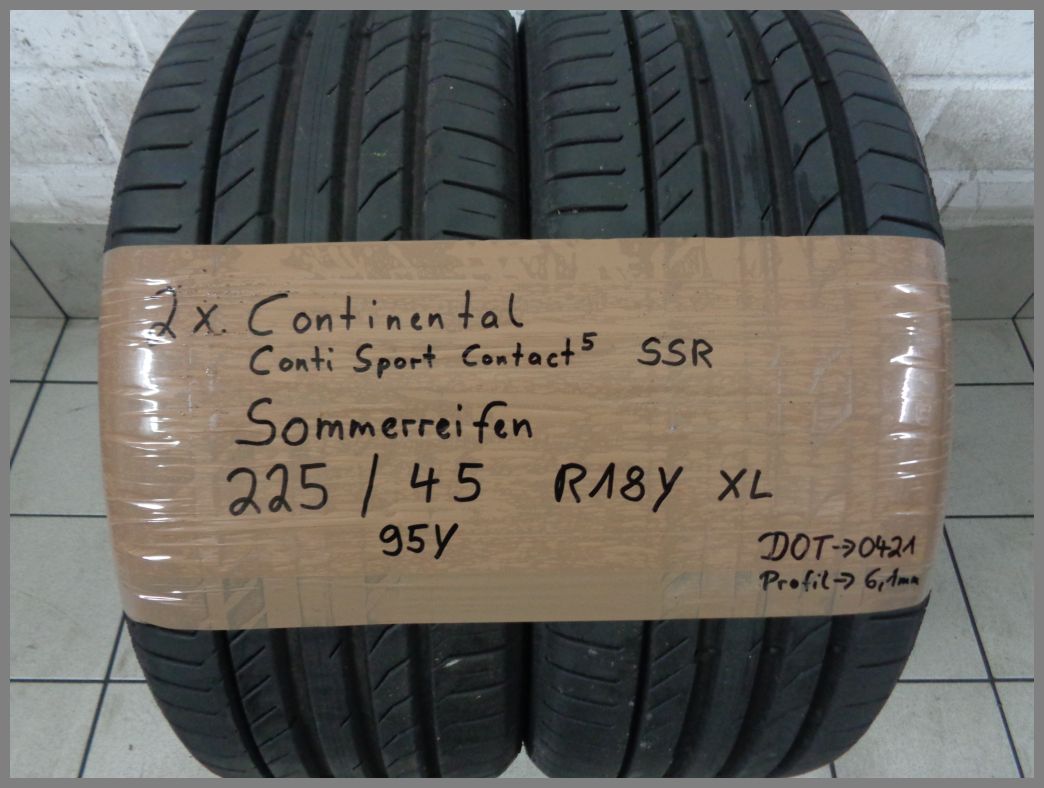 2x. Continental
Conti Sport Contact⁵ SSR
Sommerreifen
225 / 45 R18Y XL
95Y
DOT→0421
Profil→ 6,1mm